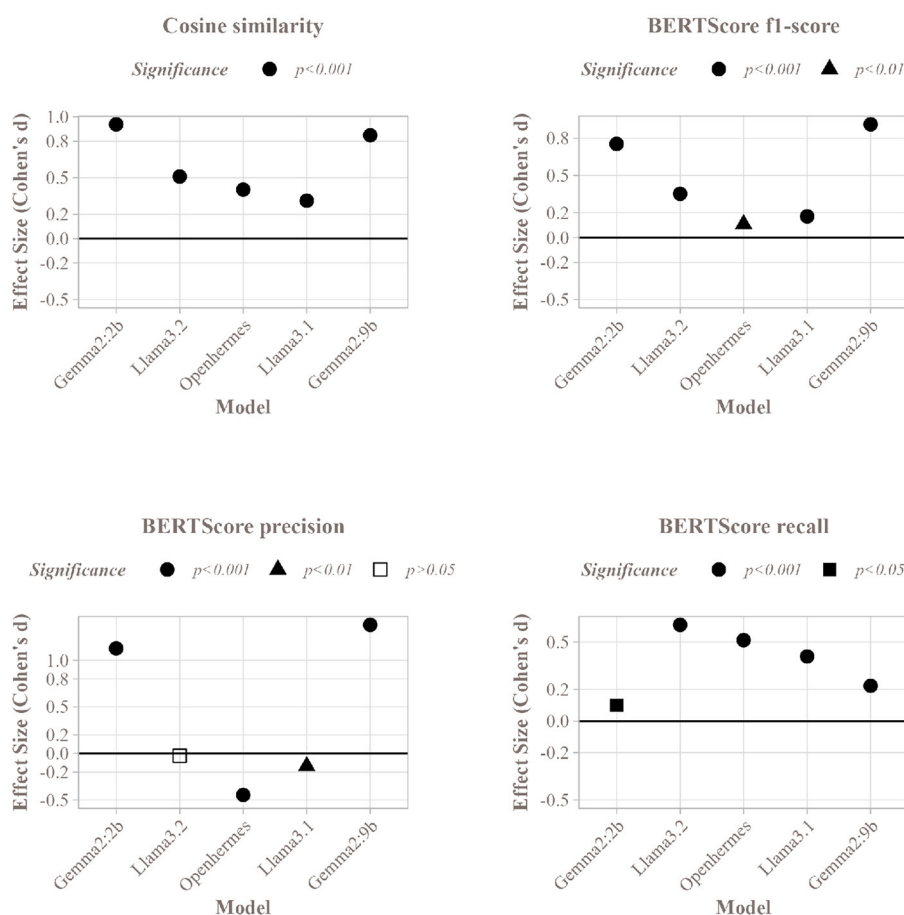 Cosine similarity
Significance p<0.001
Effect Size (Cohen's d)
1.0
0.8
0.5
0.2
0.0
-0.2
-0.5
Gemma2:2b
Llama3.2
Openhermes
Llama3.1
Gemma2:9b
Model
BERTScore f1-score
Significance p<0.001 p<0.01
Effect Size (Cohen's d)
0.8
0.5
0.2
0.0
-0.2
-0.5
Gemma2:2b
Llama3.2
Openhermes
Llama3.1
Gemma2:9b
Model
BERTScore precision
Significance p<0.001 p<0.01 p>0.05
Effect Size (Cohen's d)
1.0
0.8
0.5
0.2
0.0
-0.2
-0.5
Gemma2:2b
Llama3.2
Openhermes
Llama3.1
Gemma2:9b
Model
BERTScore recall
Significance p<0.001 p<0.05
Effect Size (Cohen's d)
0.5
0.2
0.0
-0.2
-0.5
Gemma2:2b
Llama3.2
Openhermes
Llama3.1
Gemma2:9b
Model